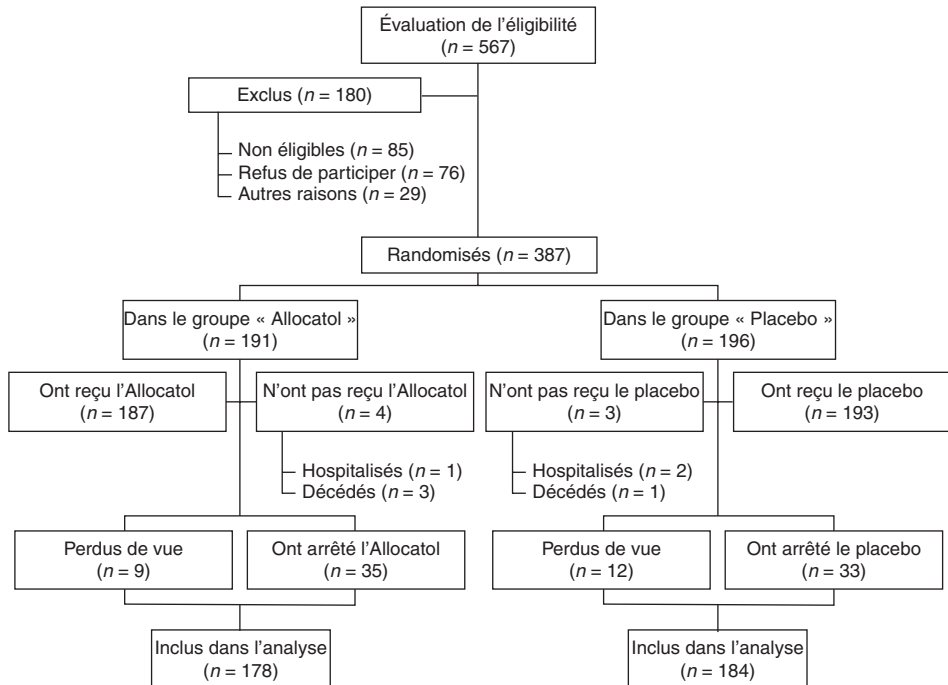 Évaluation de l'éligibilité
(n = 567)
Exclus (n = 180)
Non éligibles (n = 85)
Refus de participer (n = 76)
Autres raisons (n = 29)
Randomisés (n = 387)
Dans le groupe « Allocatol »
(n = 191)
Dans le groupe « Placebo »
(n = 196)
Ont reçu l'Allocatol
(n = 187)
N'ont pas reçu l'Allocatol
(n = 4)
N'ont pas reçu le placebo
(n = 3)
Ont reçu le placebo
(n = 193)
Hospitalisés (n = 1)
Décédés (n = 3)
Hospitalisés (n = 2)
Décédés (n = 1)
Perdus de vue
(n = 9)
Ont arrêté l'Allocatol
(n = 35)
Perdus de vue
(n = 12)
Ont arrêté le placebo
(n = 33)
Inclus dans l'analyse
(n = 178)
Inclus dans l'analyse
(n = 184)